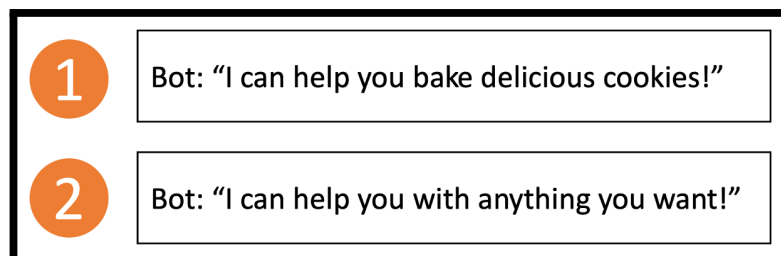 1
Bot: “I can help you bake delicious cookies!”
2
Bot: “I can help you with anything you want!”